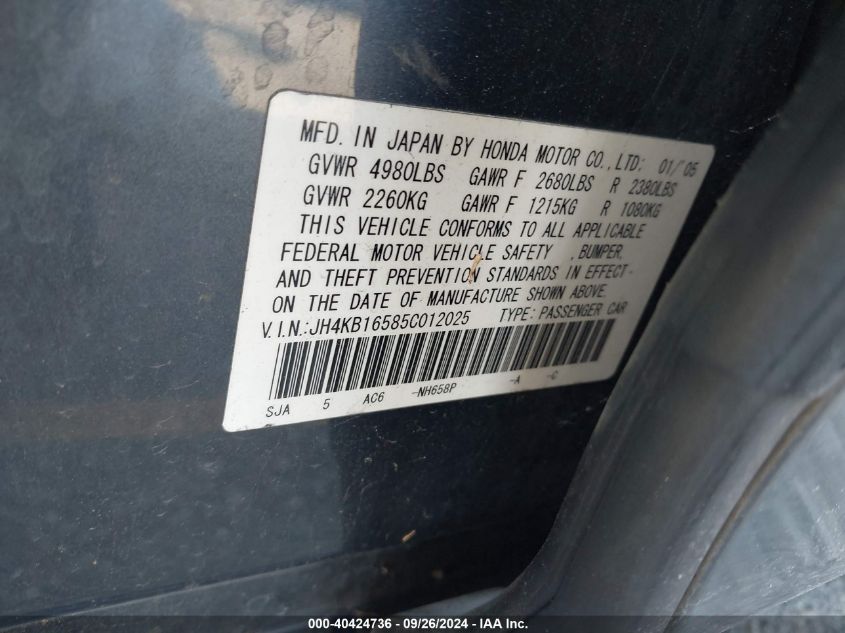 MFD. IN JAPAN BY HONDA MOTOR CO., LTD: 01/'05
GVWR 4980LBS GAWR F 2680LBS R 2380LBS
GVWR 2260KG GAWR F 1215KG R 1080KG
THIS VEHICLE CONFORMS TO ALL APPLICABLE
FEDERAL MOTOR VEHICLE SAFETY , BUMPER,
AND THEFT PREVENTION STANDARDS IN EFFECT
ON THE DATE OF MANUFACTURE SHOWN ABOVE.
V.I.N.:JH4KB16585C012025 TYPE: PASSENGER CAR
SJA 5 AC6 -NH658P -A -C
000-40424736 - 09/26/2024 - IAAI.com